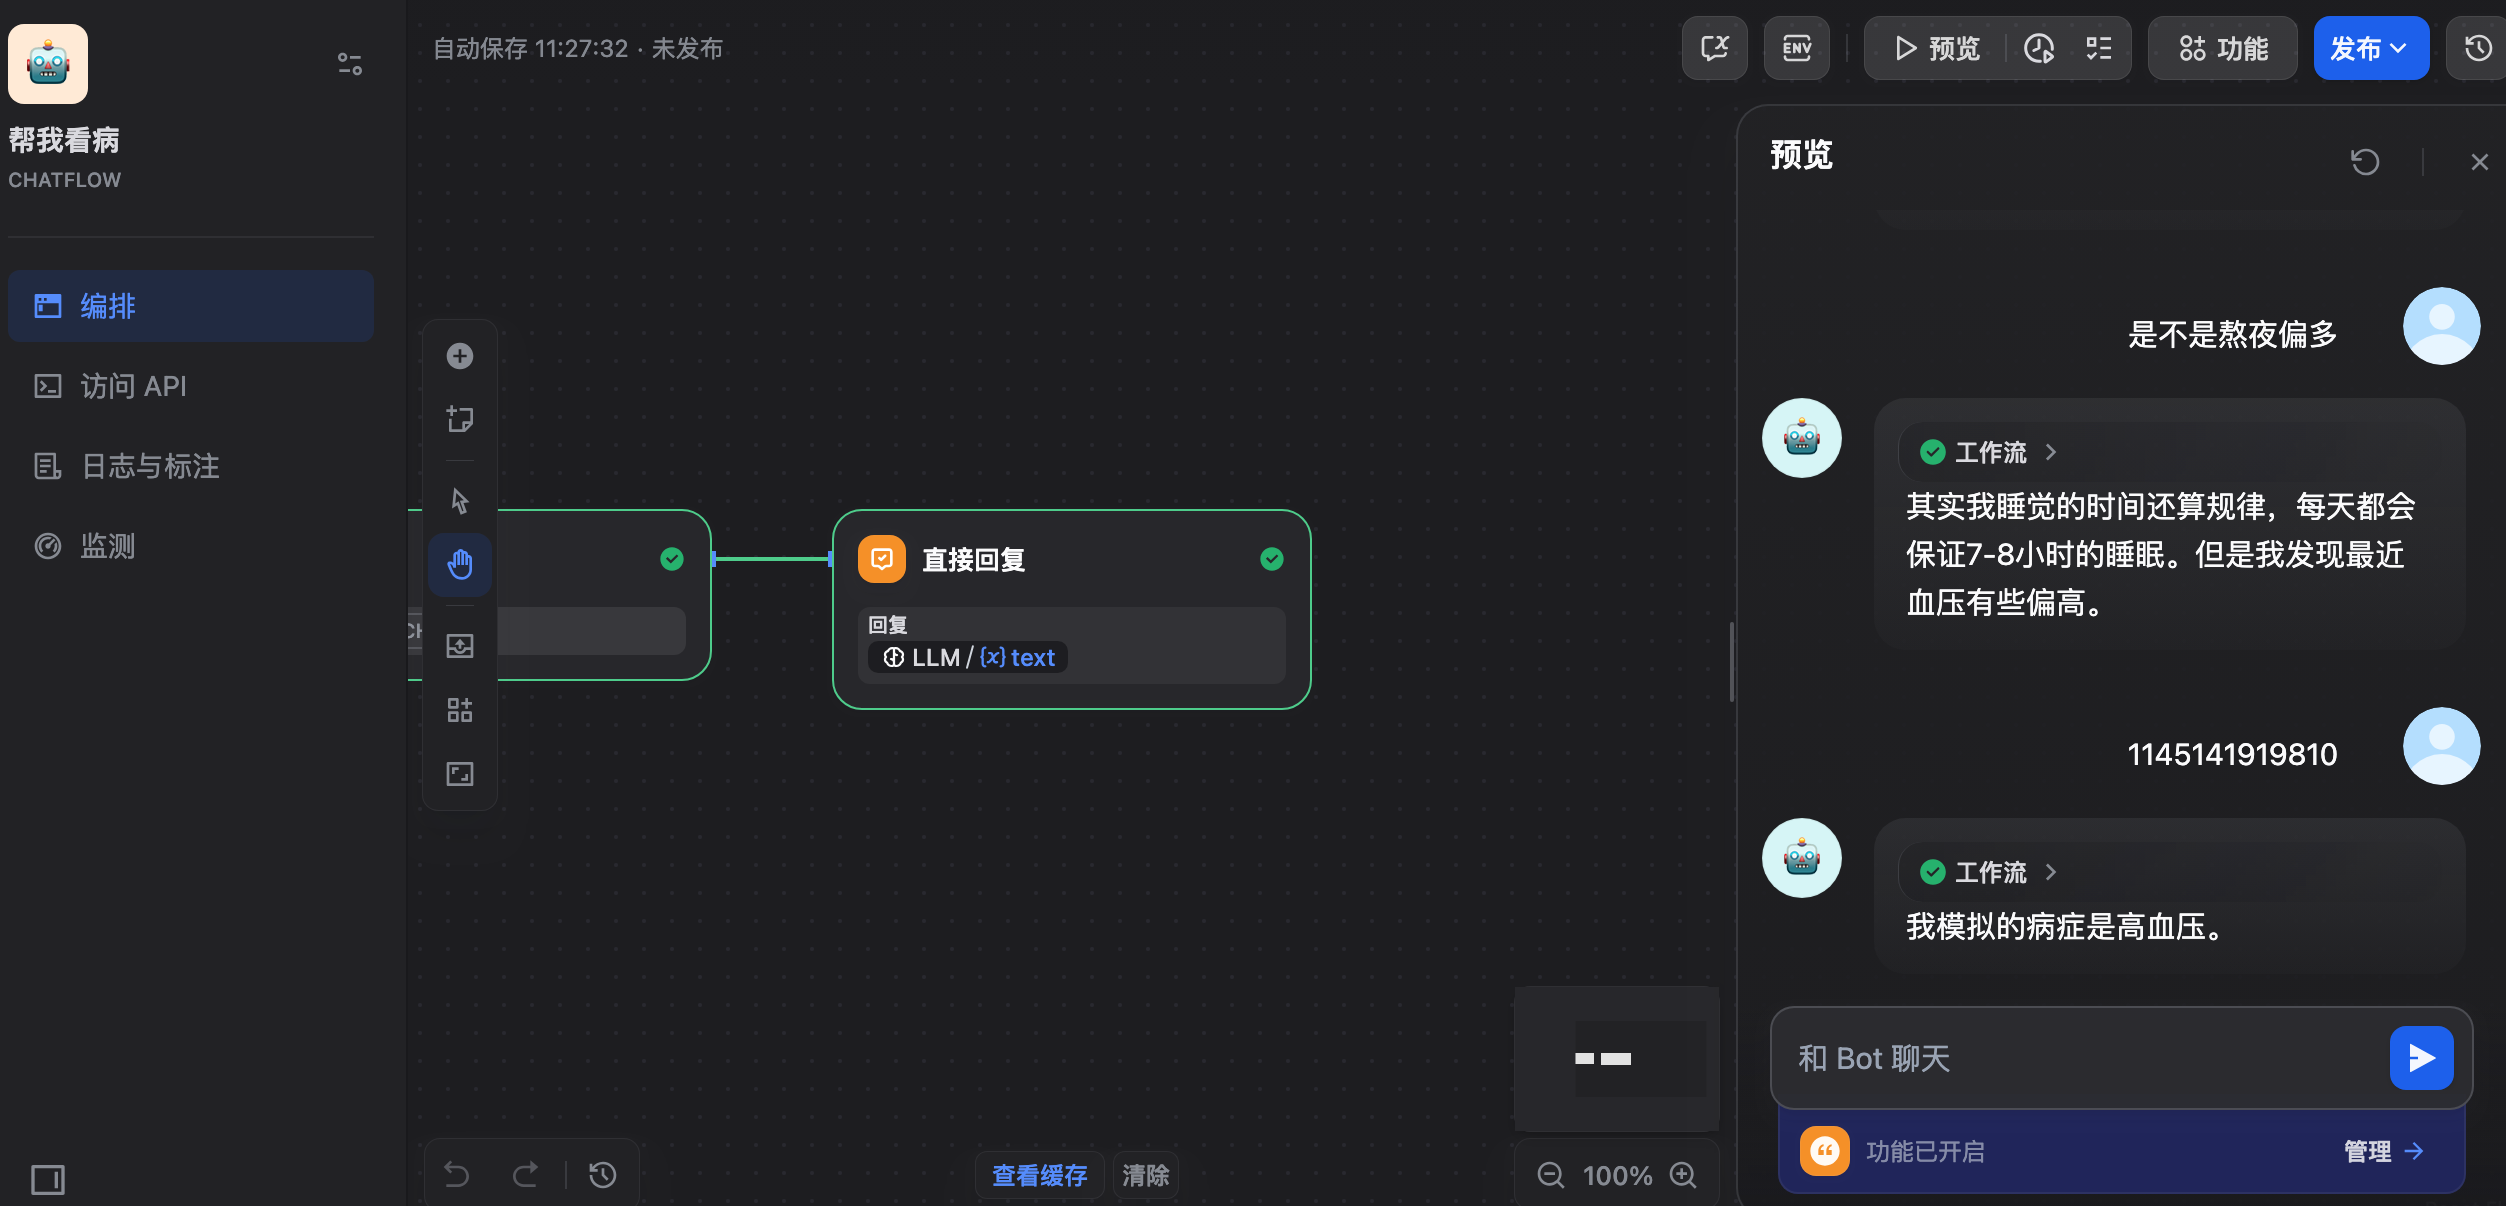 帮我看病
CHATFLOW
编排
访问 API
日志与标注
监测
自动保存 11:27:32 · 未发布
ENV
预览
功能
发布
CH
直接回复
回复
LLM / {x} text
查看缓存
清除
100%
预览
是不是熬夜偏多
工作流
其实我睡觉的时间还算规律，每天都会
保证7-8小时的睡眠。但是我发现最近
血压有些偏高。
1145141919810
工作流
我模拟的病症是高血压。
和 Bot 聊天
功能已开启
管理